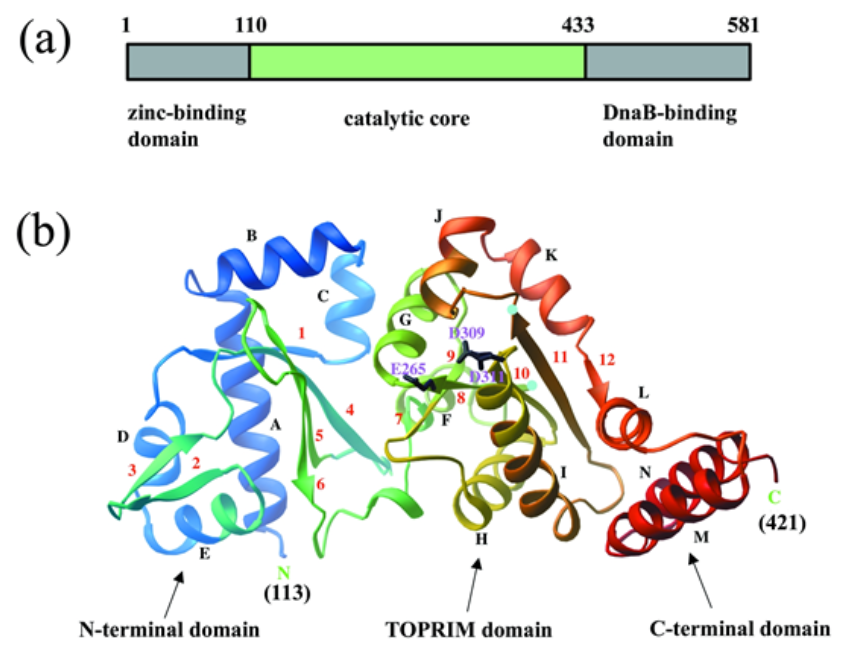 (a)
1 110 433 581
zinc-binding
domain
catalytic core
DnaB-binding
domain
(b)
J
B
K
C
G
1
D309
9
11
12
E265
D311
10
8
L
4
7
F
A
D
5
3
2
N
I
6
C
(421)
H
M
E
N
(113)
N-terminal domain
TOPRIM domain
C-terminal domain